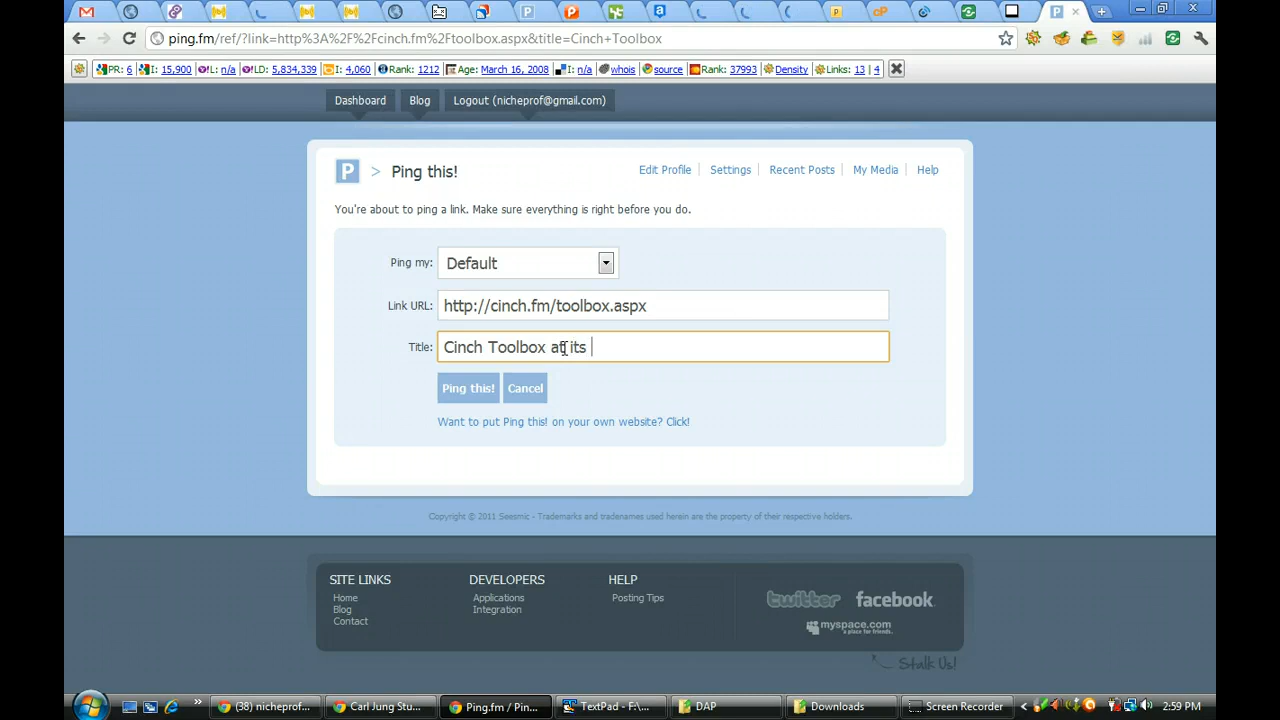 ping.fm/ref/?link=http%3A%2F%2Fcinch.fm%2Ftoolbox.aspx&title=Cinch+Toolbox
PR: 6 I: 15,900 L: n/a LD: 5,834,339 I: 4,060 Rank: 1212 Age: March 16, 2008 I: n/a whois source Rank: 37993 Density Links: 13 | 4
Dashboard Blog Logout (nicheprof@gmail.com)
P > Ping this! Edit Profile Settings Recent Posts My Media Help
You're about to ping a link. Make sure everything is right before you do.
Ping my: Default
Link URL: http://cinch.fm/toolbox.aspx
Title: Cinch Toolbox at its
Ping this! Cancel
Want to put Ping this! on your own website? Click!
Copyright © 2011 Seesmic - Trademarks and tradenames used herein are the property of their respective holders.
SITE LINKS DEVELOPERS HELP
Home Applications Posting Tips
Blog Integration
Contact
twitter facebook
myspace.com
a place for friends.
Stalk Us!
(38) nicheprof... Carl Jung Stu... Ping.fm / Pin... TextPad - F:\... DAP Downloads Screen Recorder 2:59 PM